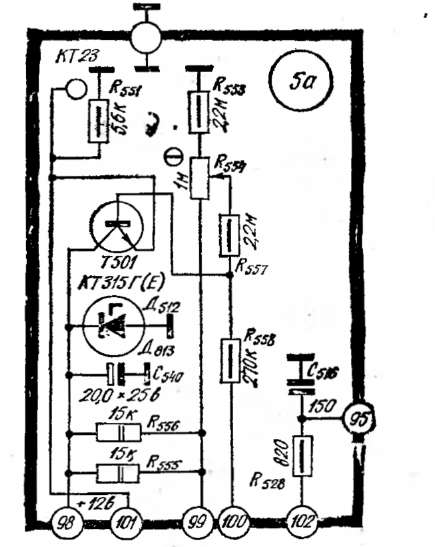 КТ23
5а
R551
5,6к
R553
2,2м
R554
1м
2,2м
R557
Т501
КТ315Г(Е)
Д512
Д813
С540
20,0 × 25в
R558
270к
С516
150
95
15к
R556
15к
R555
820
R528
+12в
98
101
99
100
102